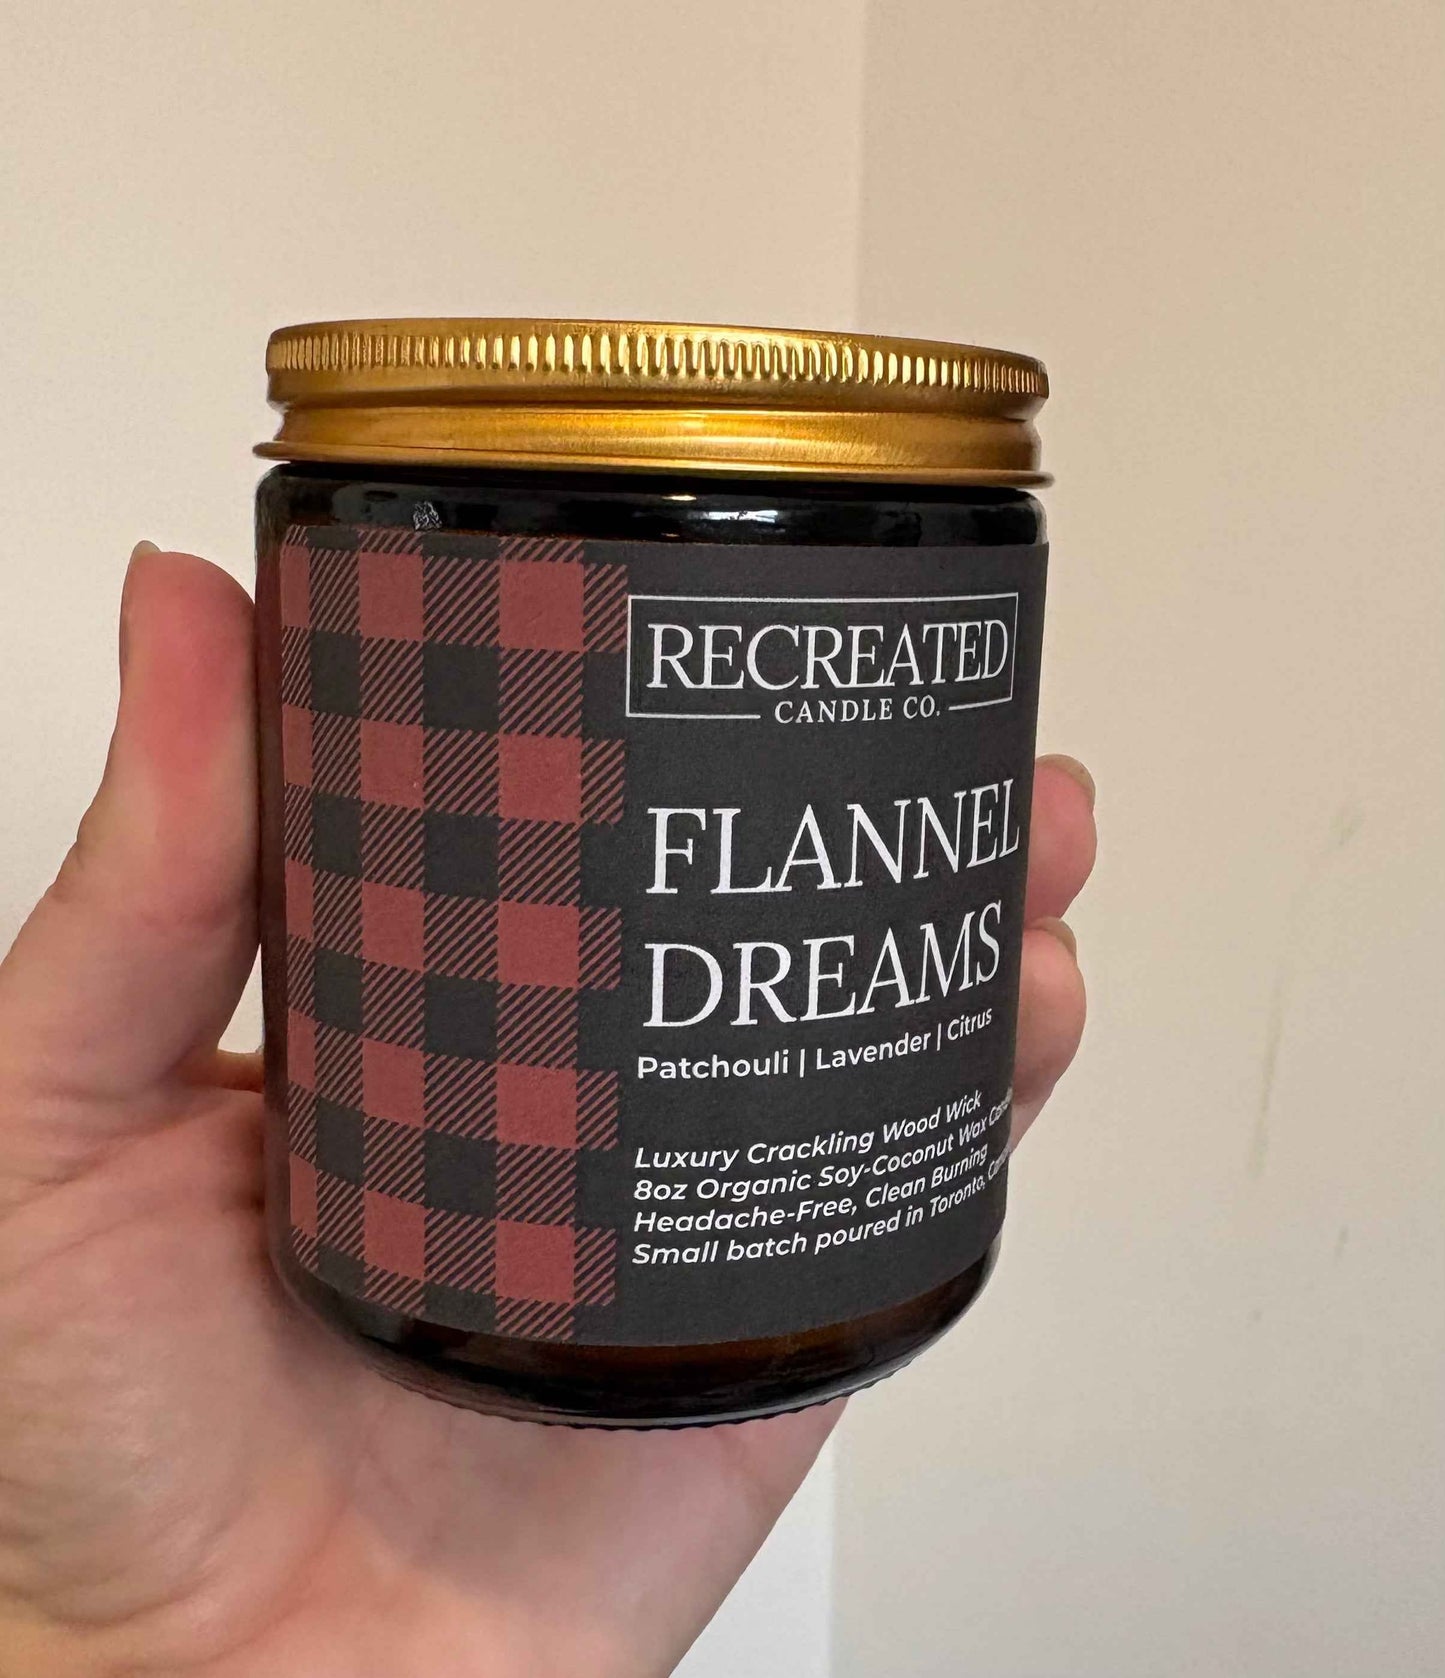 RECREATED
CANDLE CO.
FLANNEL
DREAMS
Patchouli | Lavender | Citrus
Luxury Crackling Wood Wick
8oz Organic Soy-Coconut Wax
Headache-Free, Clean Burning
Small batch poured in Toronto,